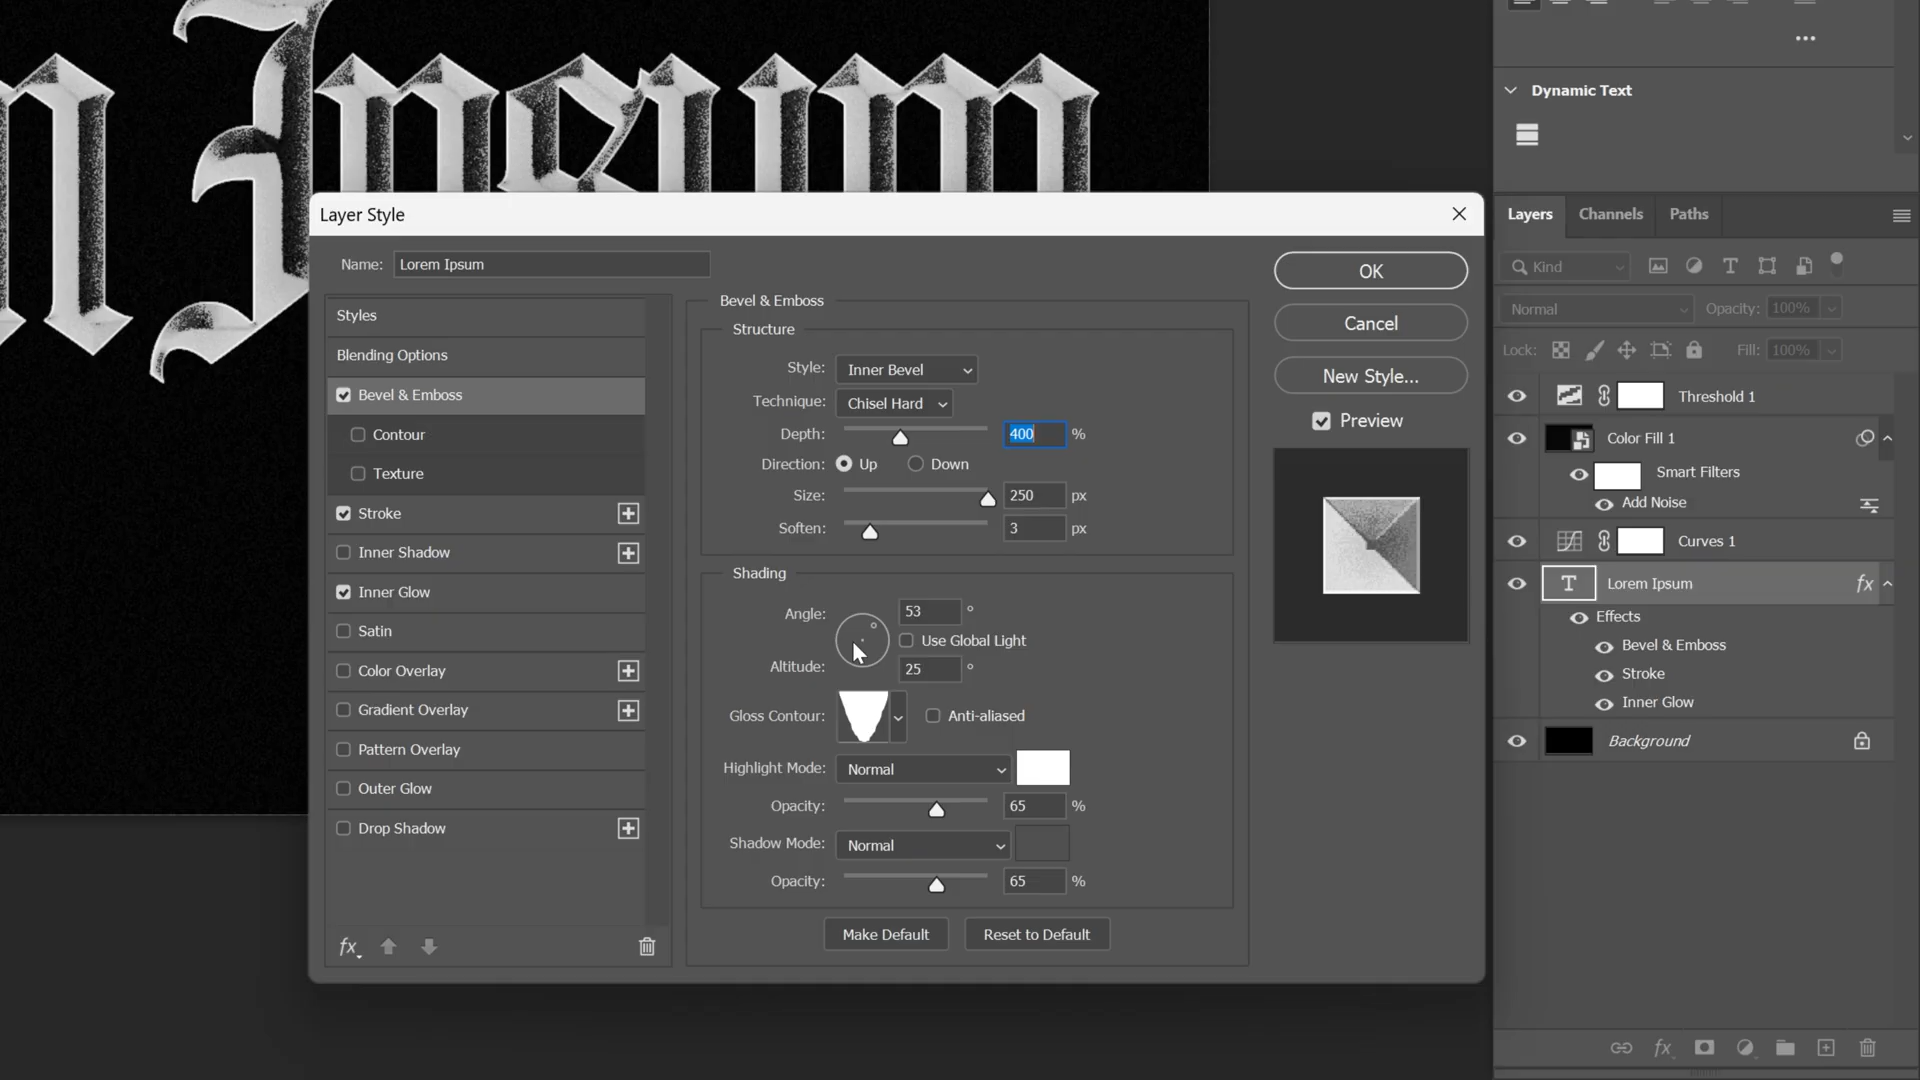 m Ipsum
Dynamic Text
Layer Style
Name: Lorem Ipsum
Styles
Blending Options
Bevel & Emboss
Contour
Texture
Stroke
Inner Shadow
Inner Glow
Satin
Color Overlay
Gradient Overlay
Pattern Overlay
Outer Glow
Drop Shadow
fx
Bevel & Emboss
Structure
Style: Inner Bevel
Technique: Chisel Hard
Depth: 400 %
Direction: Up Down
Size: 250 px
Soften: 3 px
Shading
Angle: 53 °
Use Global Light
Altitude: 25 °
Gloss Contour: Anti-aliased
Highlight Mode: Normal
Opacity: 65 %
Shadow Mode: Normal
Opacity: 65 %
Make Default Reset to Default
OK
Cancel
New Style...
Preview
Layers Channels Paths
Kind
Normal Opacity: 100%
Lock: Fill: 100%
Threshold 1
Color Fill 1
Smart Filters
Add Noise
Curves 1
T Lorem Ipsum fx
Effects
Bevel & Emboss
Stroke
Inner Glow
Background
fx